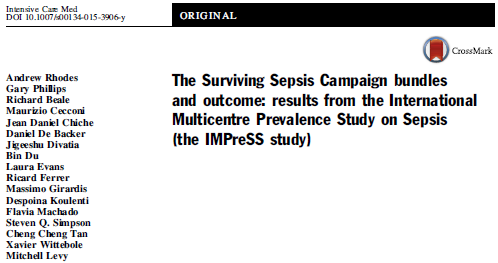 Intensive Care Med
DOI 10.1007/s00134-015-3906-y
ORIGINAL
CrossMark
Andrew Rhodes
Gary Phillips
Richard Beale
Maurizio Cecconi
Jean Daniel Chiche
Daniel De Backer
Jigeeshu Divatia
Bin Du
Laura Evans
Ricard Ferrer
Massimo Girardis
Despoina Koulenti
Flavia Machado
Steven Q. Simpson
Cheng Cheng Tan
Xavier Wittebole
Mitchell Levy
The Surviving Sepsis Campaign bundles
and outcome: results from the International
Multicentre Prevalence Study on Sepsis
(the IMPreSS study)